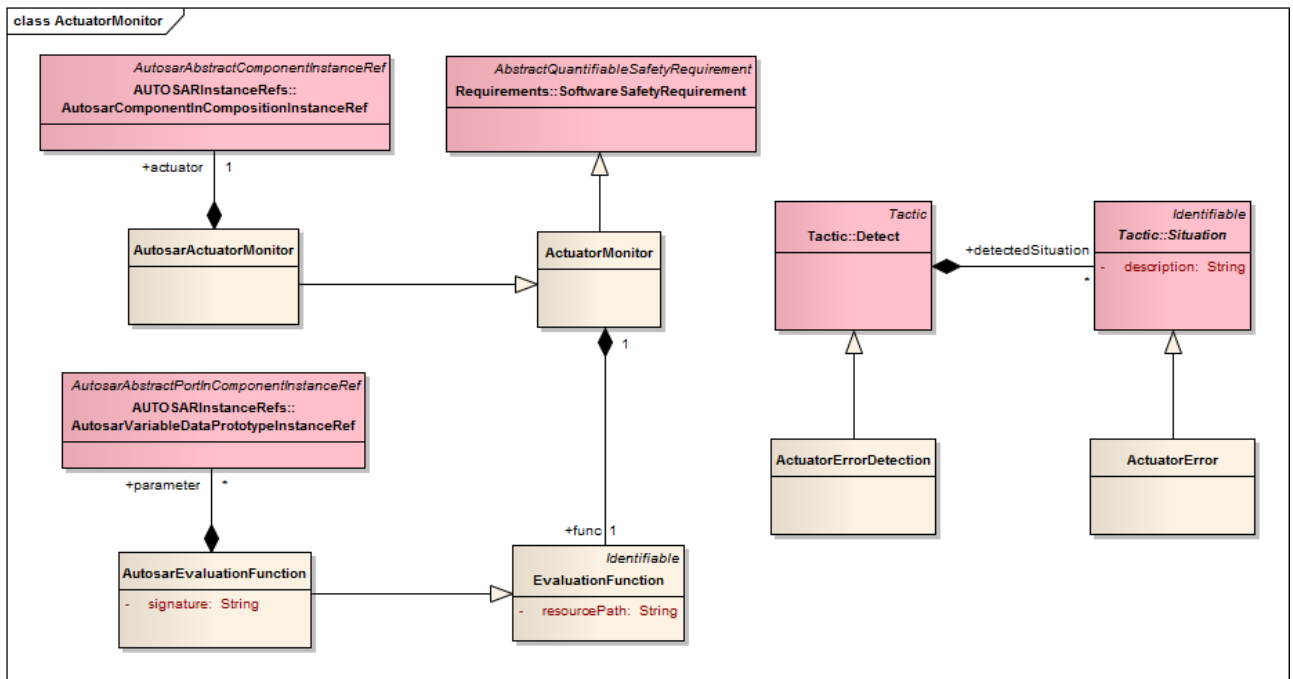 class ActuatorMonitor
AutosarAbstractComponentInstanceRef
AUTOSARInstanceRefs::
AutosarComponentInCompositionInstanceRef
+actuator 1
AutosarActuatorMonitor
AbstractQuantifiableSafetyRequirement
Requirements::SoftwareSafetyRequirement
ActuatorMonitor
1
Tactic
Tactic::Detect
+detectedSituation
*
Identifiable
Tactic::Situation
- description: String
AutosarAbstractPortInComponentInstanceRef
AUTOSARInstanceRefs::
AutosarVariableDataPrototypeInstanceRef
+parameter *
ActuatorErrorDetection
ActuatorError
AutosarEvaluationFunction
- signature: String
+func 1
Identifiable
EvaluationFunction
- resourcePath: String